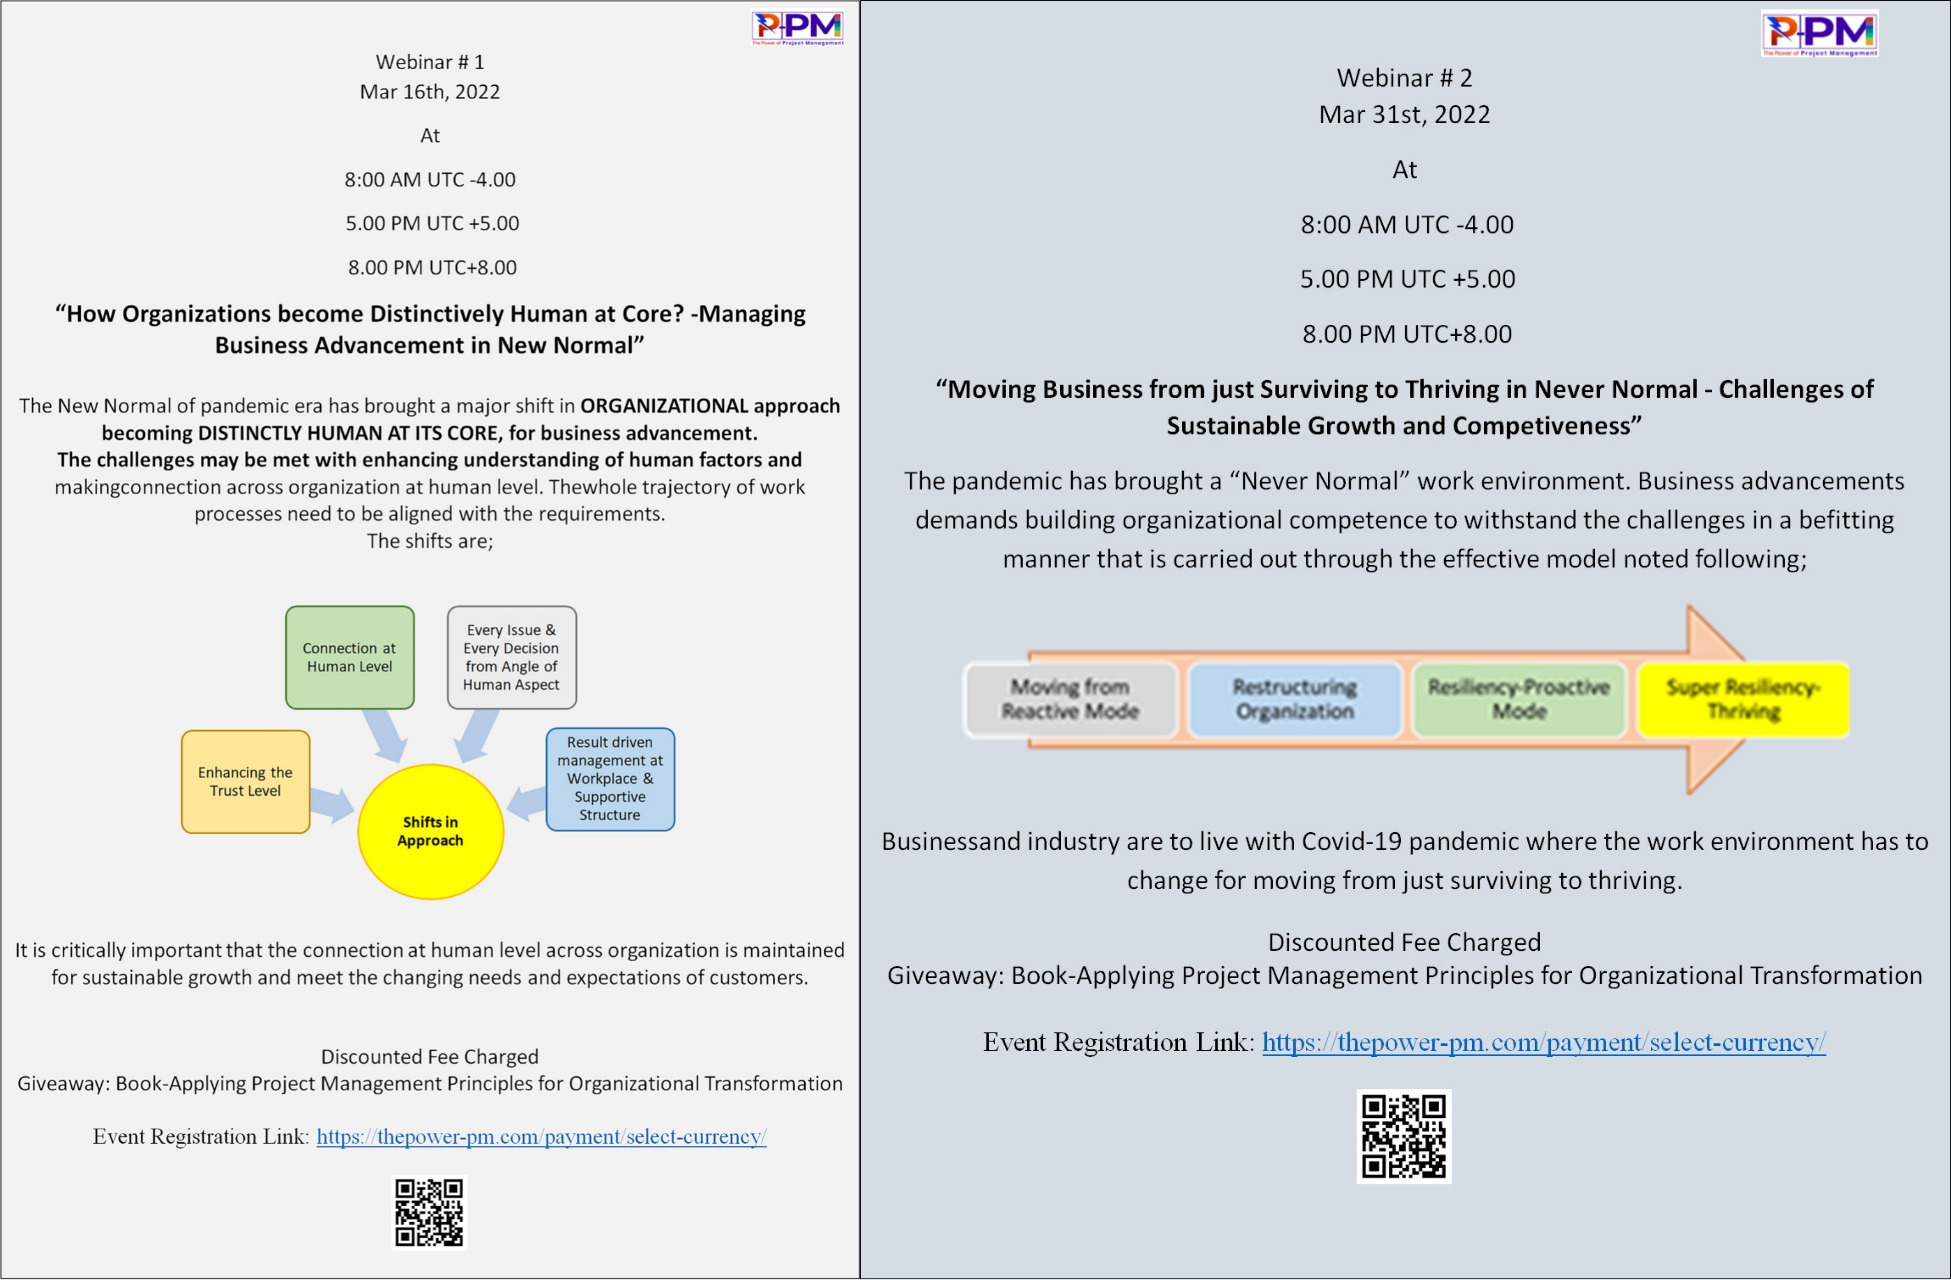 P-PM
The Power of Project Management
Webinar # 1
Mar 16th, 2022
At
8:00 AM UTC -4.00
5.00 PM UTC +5.00
8.00 PM UTC+8.00
“How Organizations become Distinctively Human at Core? -Managing
Business Advancement in New Normal”
The New Normal of pandemic era has brought a major shift in ORGANIZATIONAL approach
becoming DISTINCTLY HUMAN AT ITS CORE, for business advancement.
The challenges may be met with enhancing understanding of human factors and
makingconnection across organization at human level. Thewhole trajectory of work
processes need to be aligned with the requirements.
The shifts are;
Connection at
Human Level
Every Issue &
Every Decision
from Angle of
Human Aspect
Enhancing the
Trust Level
Result driven
management at
Workplace &
Supportive
Structure
Shifts in
Approach
It is critically important that the connection at human level across organization is maintained
for sustainable growth and meet the changing needs and expectations of customers.
Discounted Fee Charged
Giveaway: Book-Applying Project Management Principles for Organizational Transformation
Event Registration Link: https://thepower-pm.com/payment/select-currency/
P-PM
The Power of Project Management
Webinar # 2
Mar 31st, 2022
At
8:00 AM UTC -4.00
5.00 PM UTC +5.00
8.00 PM UTC+8.00
“Moving Business from just Surviving to Thriving in Never Normal - Challenges of
Sustainable Growth and Competiveness”
The pandemic has brought a “Never Normal” work environment. Business advancements
demands building organizational competence to withstand the challenges in a befitting
manner that is carried out through the effective model noted following;
Moving from
Reactive Mode
Restructuring
Organization
Resiliency-Proactive
Mode
Super Resiliency-
Thriving
Businessand industry are to live with Covid-19 pandemic where the work environment has to
change for moving from just surviving to thriving.
Discounted Fee Charged
Giveaway: Book-Applying Project Management Principles for Organizational Transformation
Event Registration Link: https://thepower-pm.com/payment/select-currency/